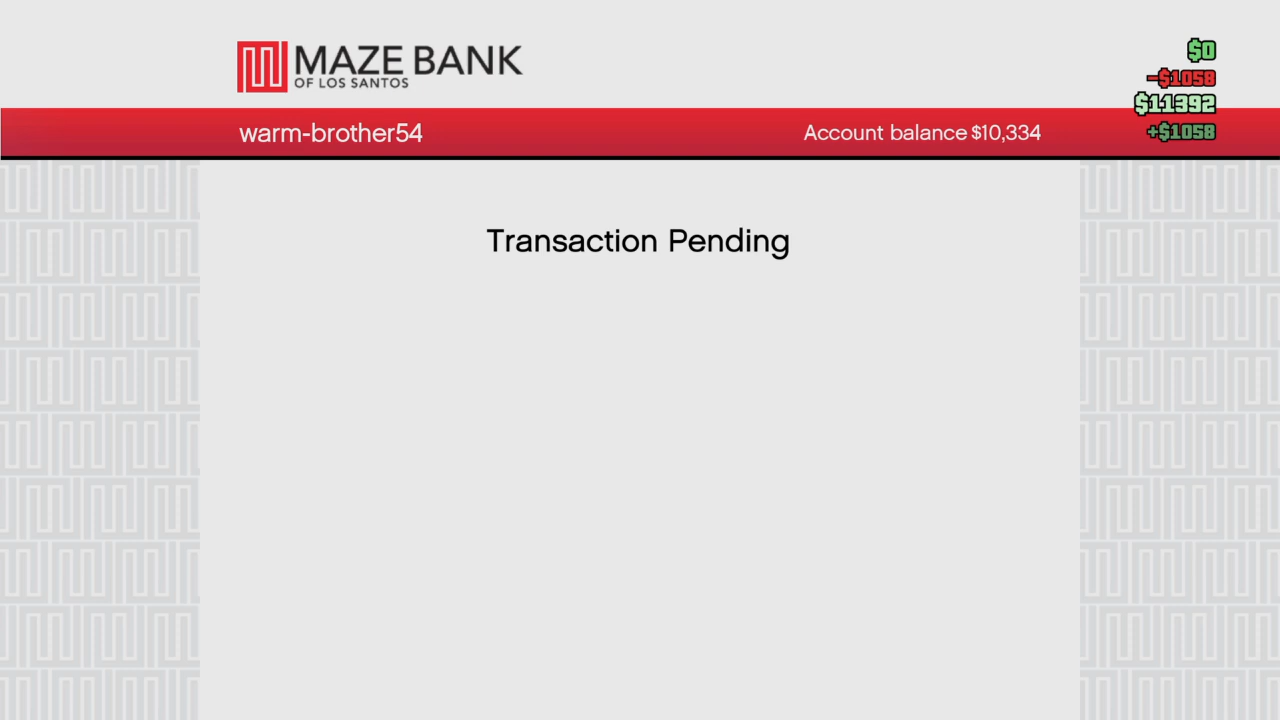 MAZE BANK
OF LOS SANTOS
$0
-$1058
$11392
+$1058
warm-brother54
Account balance $10,334
Transaction Pending